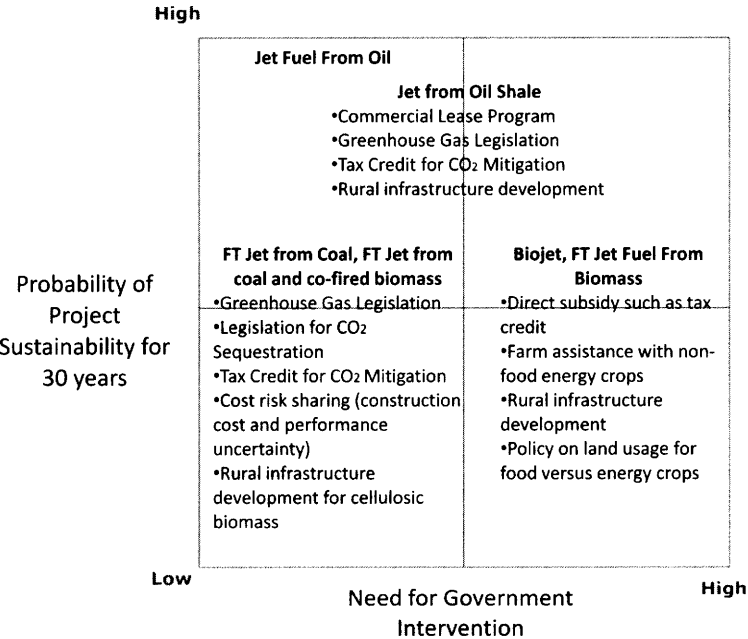 High
Jet Fuel From Oil
Jet from Oil Shale
•Commercial Lease Program
•Greenhouse Gas Legislation
•Tax Credit for CO2 Mitigation
•Rural infrastructure development
FT Jet from Coal, FT Jet from
coal and co-fired biomass
•Greenhouse Gas Legislation
•Legislation for CO2
Sequestration
•Tax Credit for CO2 Mitigation
•Cost risk sharing (construction
cost and performance
uncertainty)
•Rural infrastructure
development for cellulosic
biomass
Biojet, FT Jet Fuel From
Biomass
•Direct subsidy such as tax
credit
•Farm assistance with non-
food energy crops
•Rural infrastructure
development
•Policy on land usage for
food versus energy crops
Probability of
Project
Sustainability for
30 years
Low
Need for Government
Intervention
High